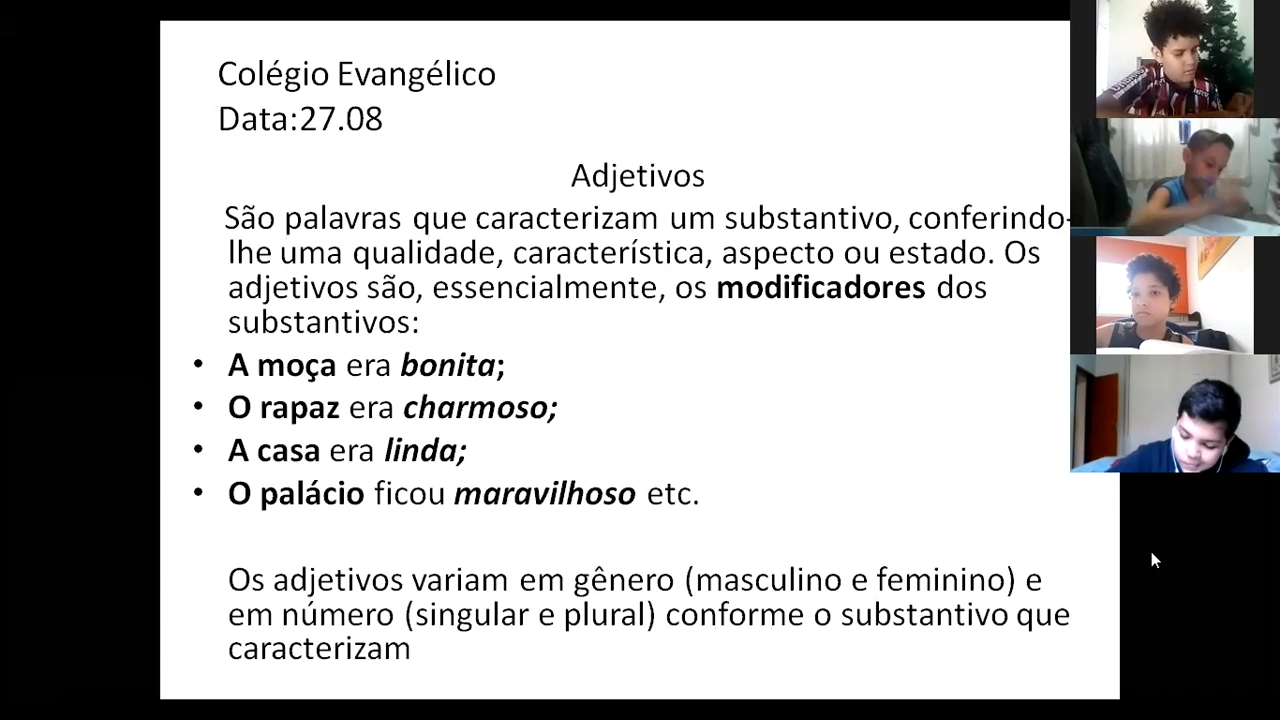 Colégio Evangélico
Data:27.08
Adjetivos
São palavras que caracterizam um substantivo, conferindo-
lhe uma qualidade, característica, aspecto ou estado. Os
adjetivos são, essencialmente, os modificadores dos
substantivos:
• A moça era bonita;
• O rapaz era charmoso;
• A casa era linda;
• O palácio ficou maravilhoso etc.
Os adjetivos variam em gênero (masculino e feminino) e
em número (singular e plural) conforme o substantivo que
caracterizam